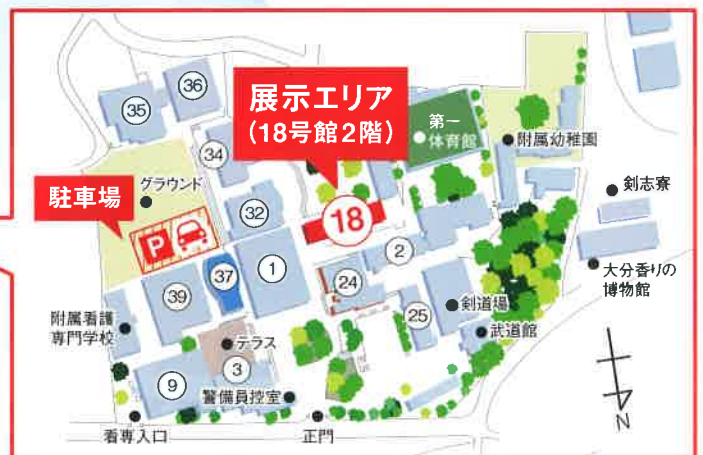 36
35
展示エリア
(18号館2階)
第一
体育館
附属幼稚園
34
グラウンド
駐車場
剣志寮
32
18
P
2
1
37
24
大分香りの
博物館
39
25
剣道場
附属看護
専門学校
武道館
テラス
3
9
警備員控室
N
看専入口
正門